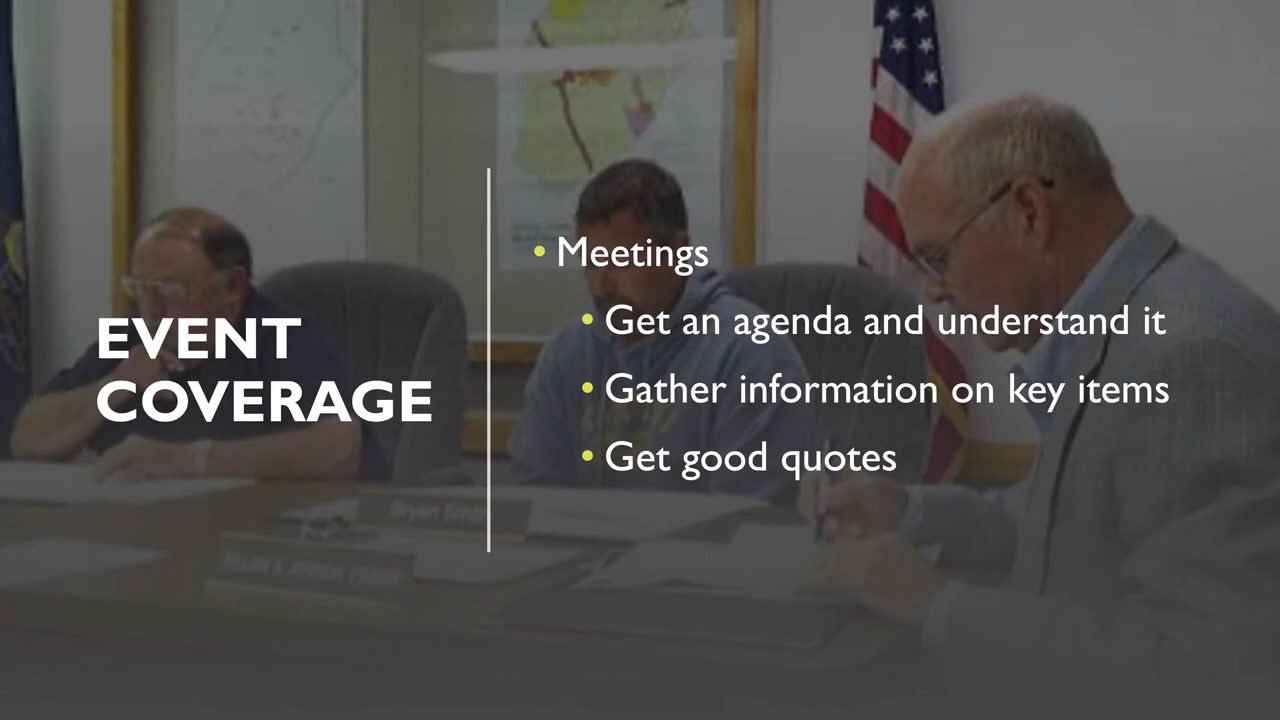 EVENT
COVERAGE
• Meetings
• Get an agenda and understand it
• Gather information on key items
• Get good quotes